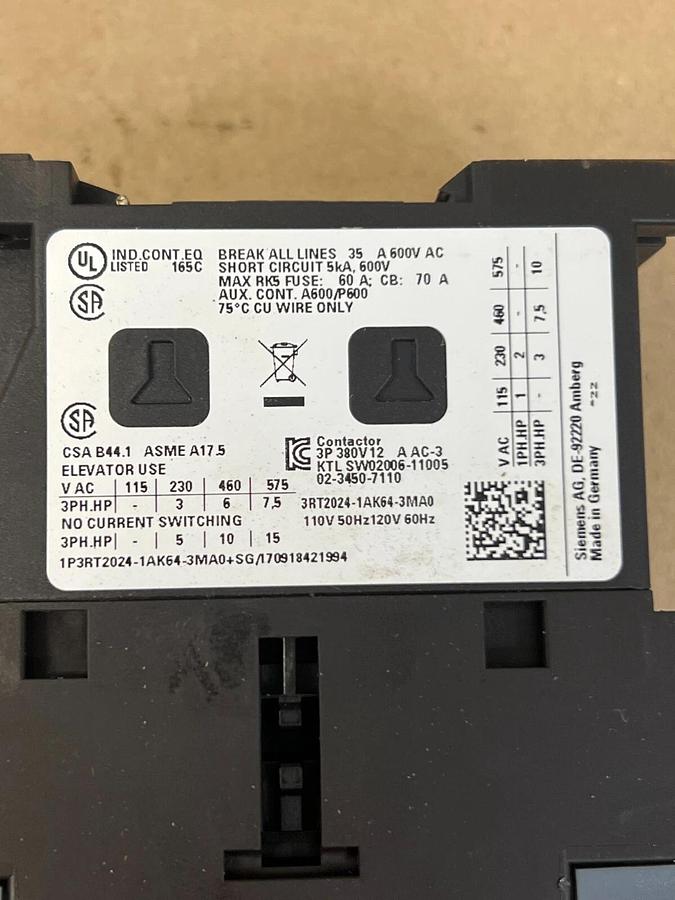 UL IND.CONT.EQ
LISTED 165C
BREAK ALL LINES 35 A 600V AC
SHORT CIRCUIT 5kA, 600V
MAX RK5 FUSE: 60 A; CB: 70 A
AUX. CONT. A600/P600
75°C CU WIRE ONLY
V AC | 115 | 230 | 460 | 575
1PH.HP | 1 | 2 | - | -
3PH.HP | - | 3 | 7,5 | 10
Siemens AG, DE-92220 Amberg
Made in Germany
CSA B44.1 ASME A17.5
ELEVATOR USE
V AC | 115 | 230 | 460 | 575
3PH.HP | - | 3 | 6 | 7,5
NO CURRENT SWITCHING
3PH.HP | - | 5 | 10 | 15
Contactor
3P 380V 12 A AC-3
KTL SW02006-11005
02-3450-7110
3RT2024-1AK64-3MA0
110V 50Hz120V 60Hz
1P3RT2024-1AK64-3MA0+SG/170918421994